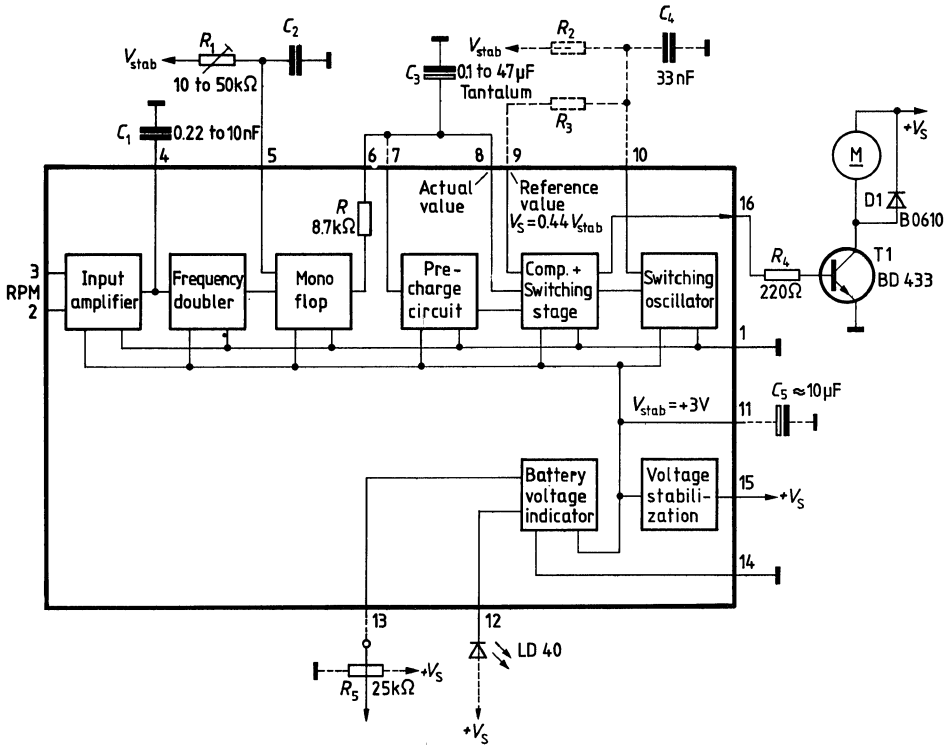 C2
R1
Vstab
10 to 50kΩ
C3
0.1 to 47µF
Tantalum
Vstab
R2
C4
33nF
R3
C1
0.22 to 10nF
+VS
M
D1
B0610
4
5
6
7
8
9
10
Actual
value
Reference
value
VS=0.44Vstab
R
8.7kΩ
16
R4
220Ω
T1
BD 433
3
RPM
2
Input
amplifier
Frequency
doubler
Mono
flop
Pre-
charge
circuit
Comp. +
Switching
stage
Switching
oscillator
1
Vstab=+3V
11
C5 ≈10µF
Battery
voltage
indicator
Voltage
stabili-
zation
15
+VS
14
13
12
LD 40
R5
25kΩ
+VS
+VS